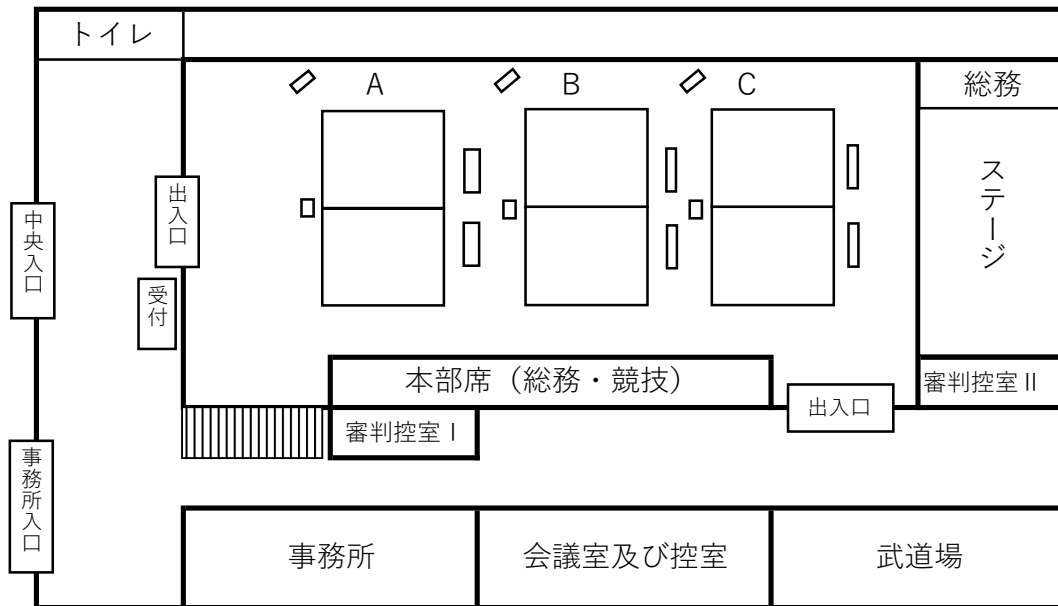 トイレ
A
B
C
総務
ステージ
出入口
中央入口
受付
本部席（総務・競技）
審判控室Ⅱ
出入口
審判控室Ⅰ
事務所入口
事務所
会議室及び控室
武道場